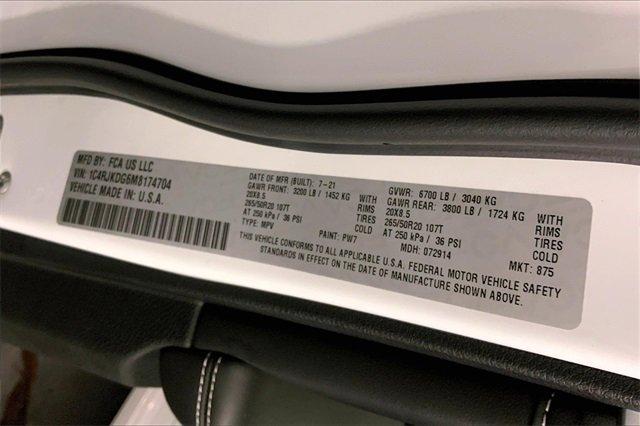 MFD BY: FCA US LLC
VIN: 1C4RJKDG6M8174704
VEHICLE MADE IN: U.S.A.
DATE OF MFR (BUILT): 7-21
GAWR FRONT: 3200 LB / 1452 KG WITH
20X8.5 RIMS
265/50R20 107T TIRES
AT 250 kPa / 36 PSI COLD
TYPE: MPV PAINT: PW7
GVWR: 6700 LB / 3040 KG
GAWR REAR: 3800 LB / 1724 KG WITH
20X8.5 RIMS
265/50R20 107T TIRES
AT 250 kPa / 36 PSI COLD
MDH: 072914 MKT: 875
THIS VEHICLE CONFORMS TO ALL APPLICABLE U.S.A. FEDERAL MOTOR VEHICLE SAFETY
STANDARDS IN EFFECT ON THE DATE OF MANUFACTURE SHOWN ABOVE.